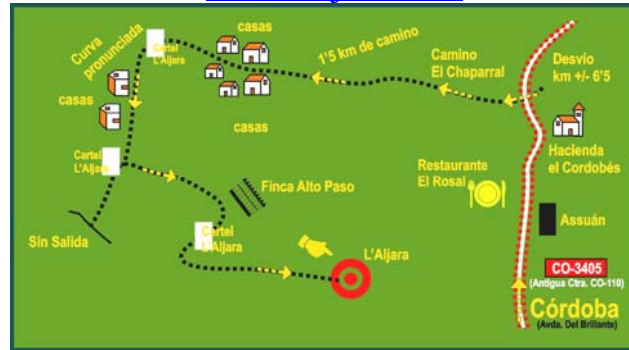 casas
Cartel
L'Aljara
Curva
pronunciada
1'5 km de camino
Camino
El Chaparral
Desvío
km +/- 6'5
casas
casas
Hacienda
el Cordobés
Cartel
L'Aljara
Restaurante
El Rosal
Finca Alto Paso
Assuán
Cartel
L'Aljara
Sin Salida
L'Aljara
CO-3405
(Antigua Ctra. CO-110)
Córdoba
(Avda. Del Brillante)